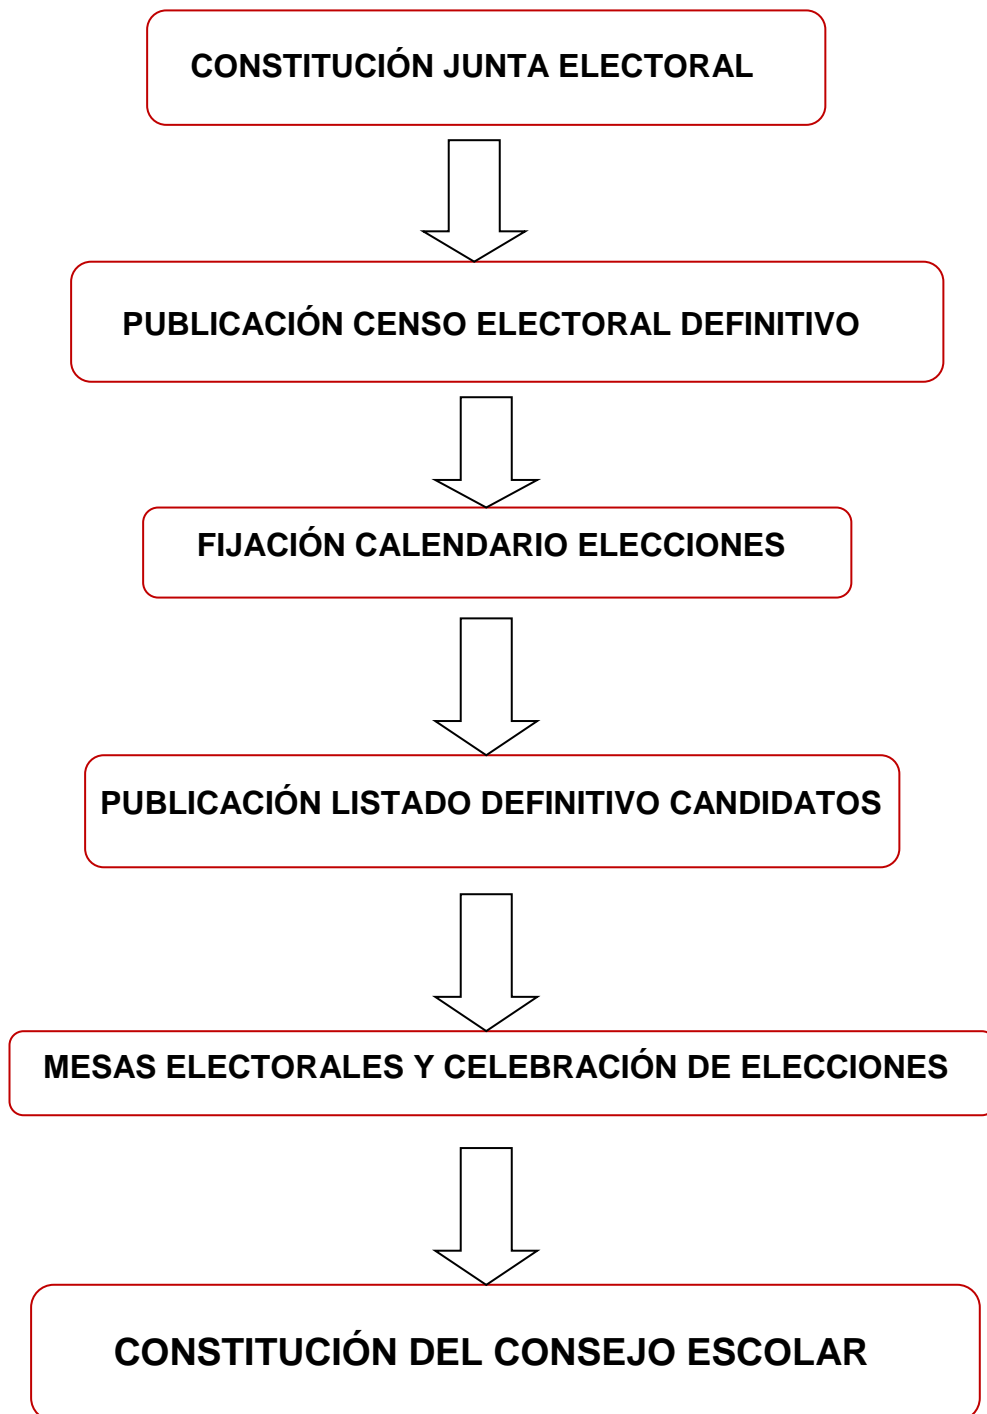 CONSTITUCIÓN JUNTA ELECTORAL
PUBLICACIÓN CENSO ELECTORAL DEFINITIVO
FIJACIÓN CALENDARIO ELECCIONES
PUBLICACIÓN LISTADO DEFINITIVO CANDIDATOS
MESAS ELECTORALES Y CELEBRACIÓN DE ELECCIONES
CONSTITUCIÓN DEL CONSEJO ESCOLAR